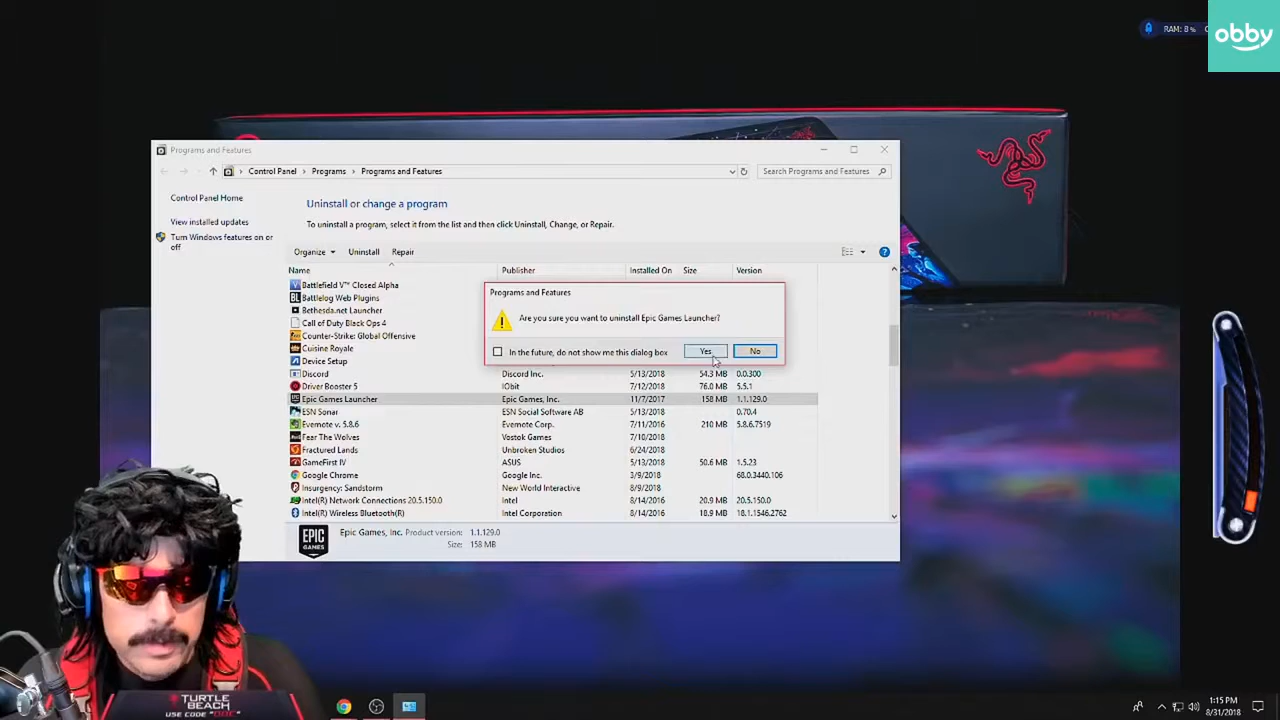 RAM: 8%
obby
Programs and Features
Control Panel > Programs > Programs and Features
Search Programs and Features
Control Panel Home
View installed updates
Turn Windows features on or off
Uninstall or change a program
To uninstall a program, select it from the list and then click Uninstall, Change, or Repair.
Organize Uninstall Repair
Name Publisher Installed On Size Version
Battlefield V™ Closed Alpha
Battlelog Web Plugins
Bethesda.net Launcher
Call of Duty Black Ops 4
Counter-Strike: Global Offensive
Cuisine Royale
Device Setup
Programs and Features
Are you sure you want to uninstall Epic Games Launcher?
In the future, do not show me this dialog box
Yes No
Discord Discord Inc. 5/13/2018 54.3 MB 0.0.300
Driver Booster 5 IObit 7/12/2018 76.0 MB 5.5.1
Epic Games Launcher Epic Games, Inc. 11/7/2017 158 MB 1.1.129.0
ESN Sonar ESN Social Software AB 5/13/2018 0.70.4
Evernote v. 5.8.6 Evernote Corp. 7/11/2016 210 MB 5.8.6.7519
Fear The Wolves Vostok Games 7/18/2018
Fractured Lands Unbroken Studios 6/24/2018
GameFirst IV ASUS 5/13/2018 50.6 MB 1.5.23
Google Chrome Google Inc. 3/9/2018 68.0.3440.106
Insurgency: Sandstorm New World Interactive 8/9/2018
Intel(R) Network Connections 20.5.150.0 Intel 8/14/2016 20.9 MB 20.5.150.0
Intel(R) Wireless Bluetooth(R) Intel Corporation 8/14/2016 18.9 MB 18.1.1546.2762
EPIC GAMES
Epic Games, Inc. Product version: 1.1.129.0
Size: 158 MB
TURTLE BEACH
USE CODE "DOC"
1:15 PM
8/31/2018